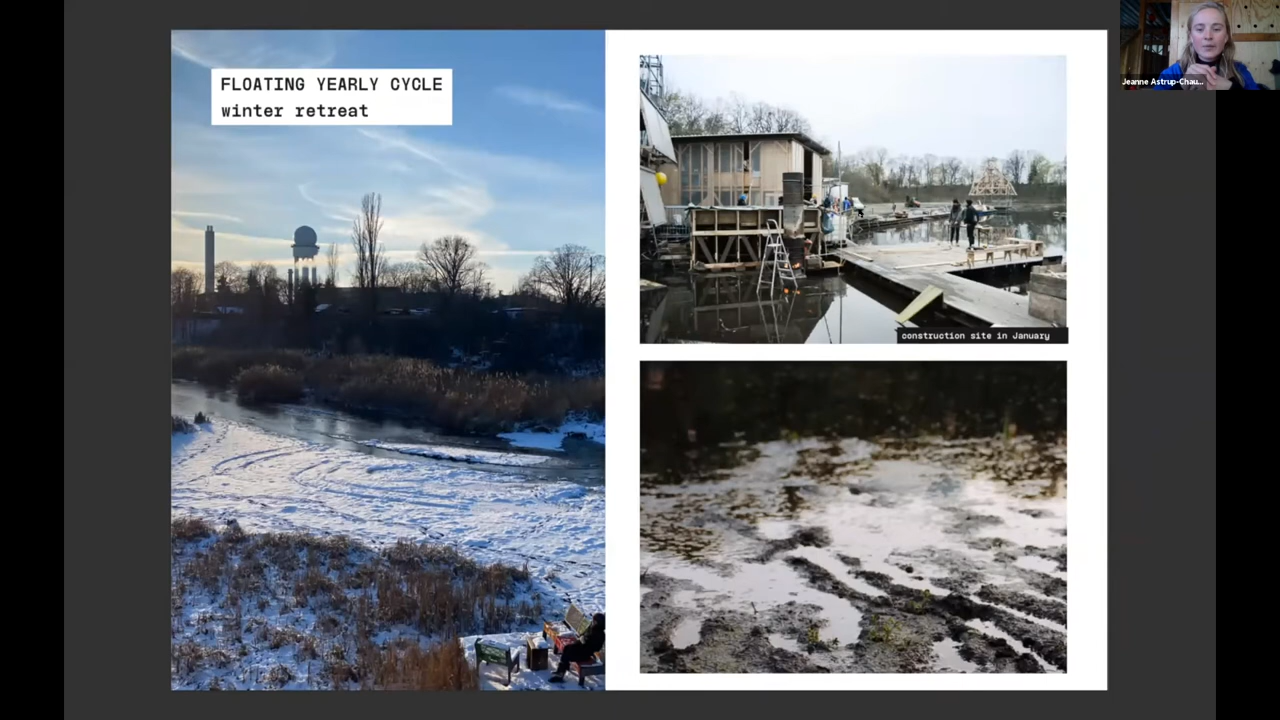 FLOATING YEARLY CYCLE
winter retreat
construction site in January
Jeanne Astrup-Chau...